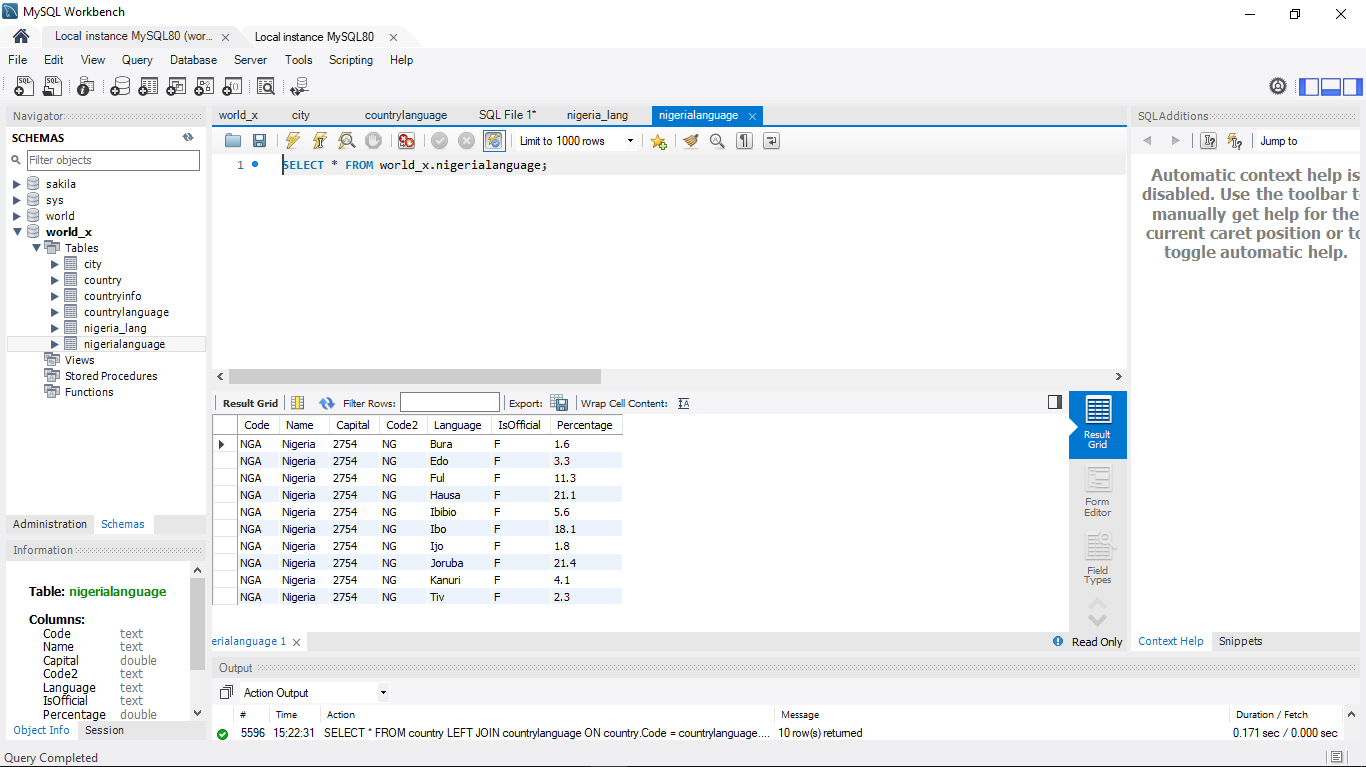 MySQL Workbench
Local instance MySQL80 (wor... Local instance MySQL80
File Edit View Query Database Server Tools Scripting Help
Navigator
SCHEMAS
Filter objects
sakila
sys
world
world_x
Tables
city
country
countryinfo
countrylanguage
nigeria_lang
nigerialanguage
Views
Stored Procedures
Functions
Administration Schemas
Information
Table: nigerialanguage
Columns:
Code text
Name text
Capital double
Code2 text
Language text
IsOfficial text
Percentage double
Object Info Session
world_x city countrylanguage SQL File 1* nigeria_lang nigerialanguage
Limit to 1000 rows
1 SELECT * FROM world_x.nigerialanguage;
Result Grid Filter Rows: Export: Wrap Cell Content:
Code Name Capital Code2 Language IsOfficial Percentage
NGA Nigeria 2754 NG Bura F 1.6
NGA Nigeria 2754 NG Edo F 3.3
NGA Nigeria 2754 NG Ful F 11.3
NGA Nigeria 2754 NG Hausa F 21.1
NGA Nigeria 2754 NG Ibibio F 5.6
NGA Nigeria 2754 NG Ibo F 18.1
NGA Nigeria 2754 NG Ijo F 1.8
NGA Nigeria 2754 NG Joruba F 21.4
NGA Nigeria 2754 NG Kanuri F 4.1
NGA Nigeria 2754 NG Tiv F 2.3
Result
Grid
Form
Editor
Field
Types
erialanguage 1 Read Only
SQLAdditions
Jump to
Automatic context help is
disabled. Use the toolbar t
manually get help for the
current caret position or to
toggle automatic help.
Context Help Snippets
Output
Action Output
# Time Action Message Duration / Fetch
5596 15:22:31 SELECT * FROM country LEFT JOIN countrylanguage ON country.Code = countrylanguage.... 10 row(s) returned 0.171 sec / 0.000 sec
Query Completed